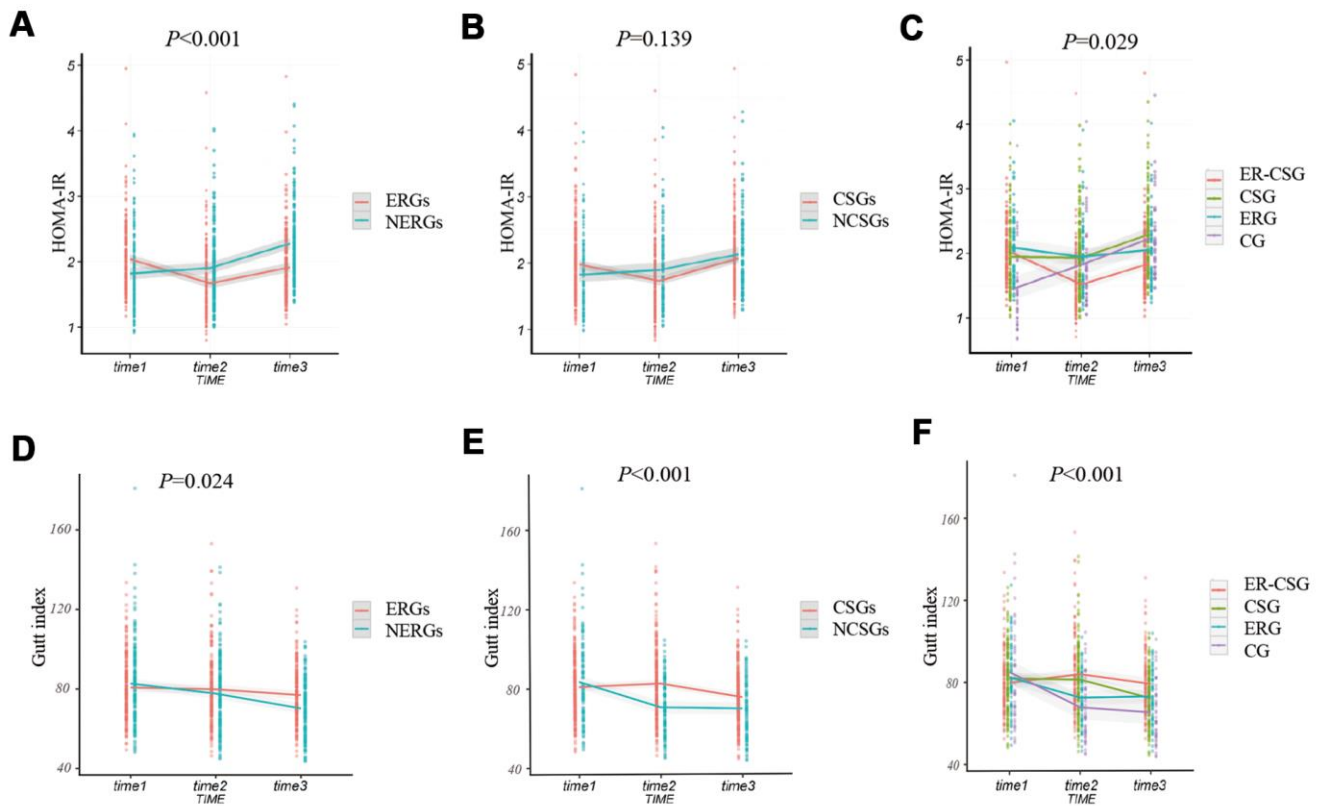 A
P<0.001
HOMA-IR
5
4
3
2
1
time1
time2
time3
TIME
ERGs
NERGs
B
P=0.139
HOMA-IR
5
4
3
2
1
time1
time2
time3
TIME
CSGs
NCSGs
C
P=0.029
HOMA-IR
5
4
3
2
1
time1
time2
time3
TIME
ER-CSG
CSG
ERG
CG
D
P=0.024
Gutt index
160
120
80
40
time1
time2
time3
TIME
ERGs
NERGs
E
P<0.001
Gutt index
160
120
80
40
time1
time2
time3
TIME
CSGs
NCSGs
F
P<0.001
Gutt index
160
120
80
40
time1
time2
time3
TIME
ER-CSG
CSG
ERG
CG